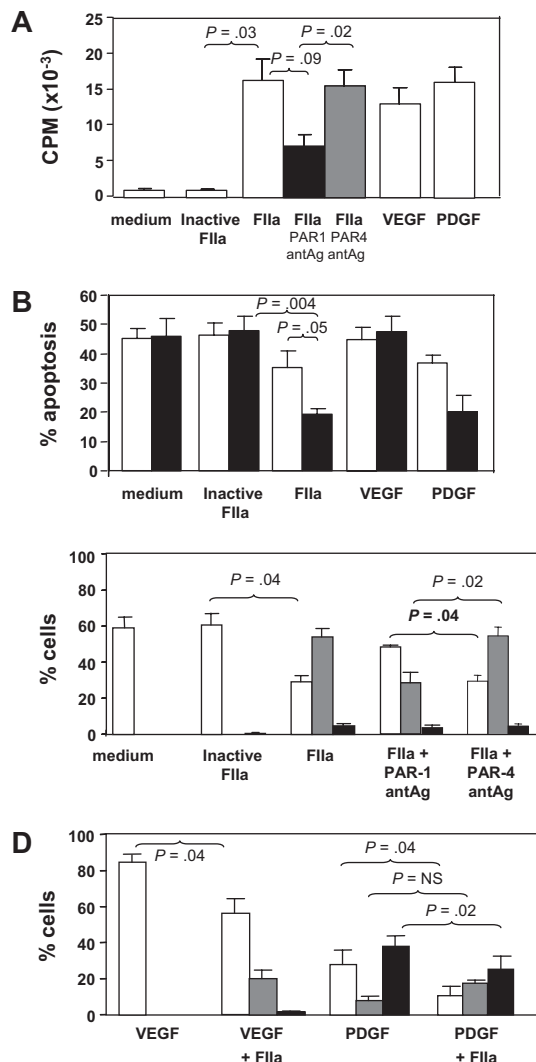 A
CPM (x10-3)
25
20
15
10
5
0
P = .03
P = .02
P = .09
medium
Inactive
FIIa
FIIa
FIIa
PAR1
antAg
FIIa
PAR4
antAg
VEGF
PDGF
B
% apoptosis
60
50
40
30
20
10
0
P = .004
P = .05
medium
Inactive
FIIa
FIIa
VEGF
PDGF
% cells
100
80
60
40
20
0
P = .04
P = .02
P = .04
medium
Inactive
FIIa
FIIa
FIIa +
PAR-1
antAg
FIIa +
PAR-4
antAg
D
% cells
100
80
60
40
20
0
P = .04
P = .04
P = NS
P = .02
VEGF
VEGF
+ FIIa
PDGF
PDGF
+ FIIa